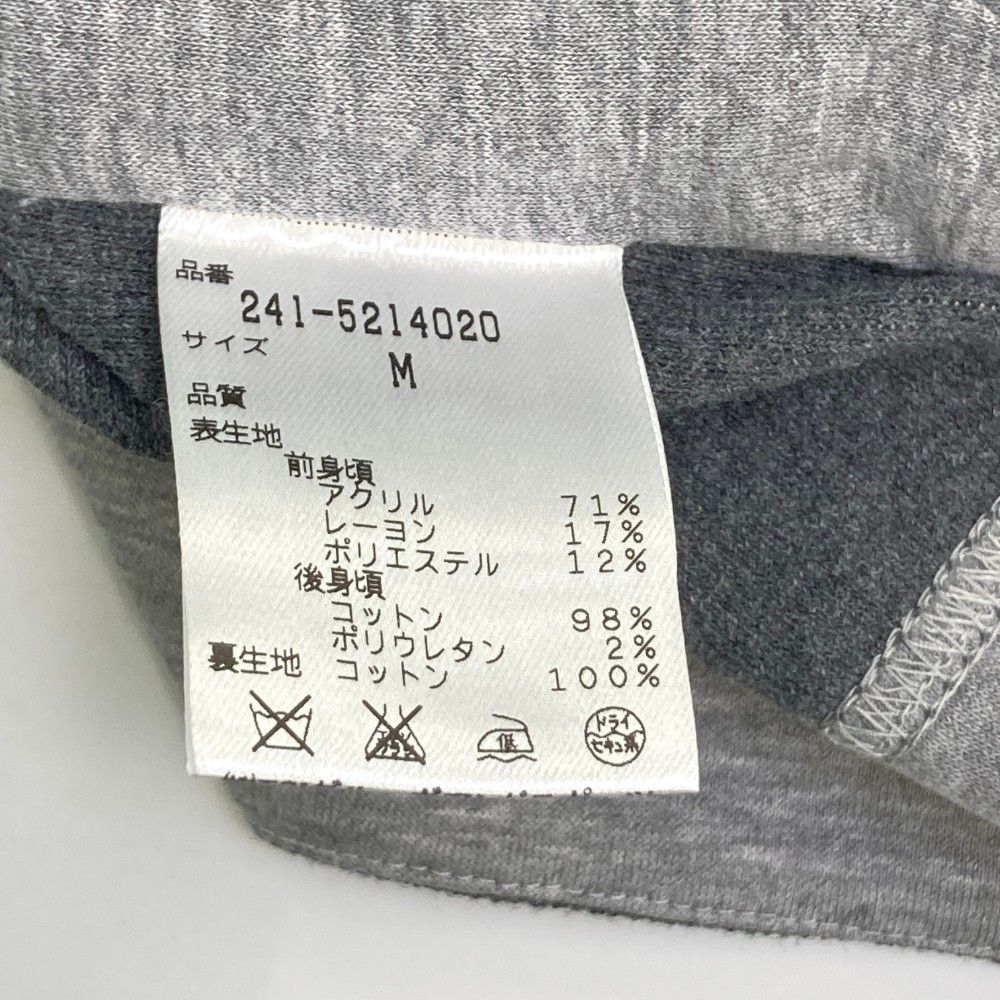 品番
241-5214020
サイズ
M
品質
表生地
前身頃
アクリル 71%
レーヨン 17%
ポリエステル 12%
後身頃
コットン 98%
ポリウレタン 2%
裏生地 コットン 100%
低 ドライ
セキユ系